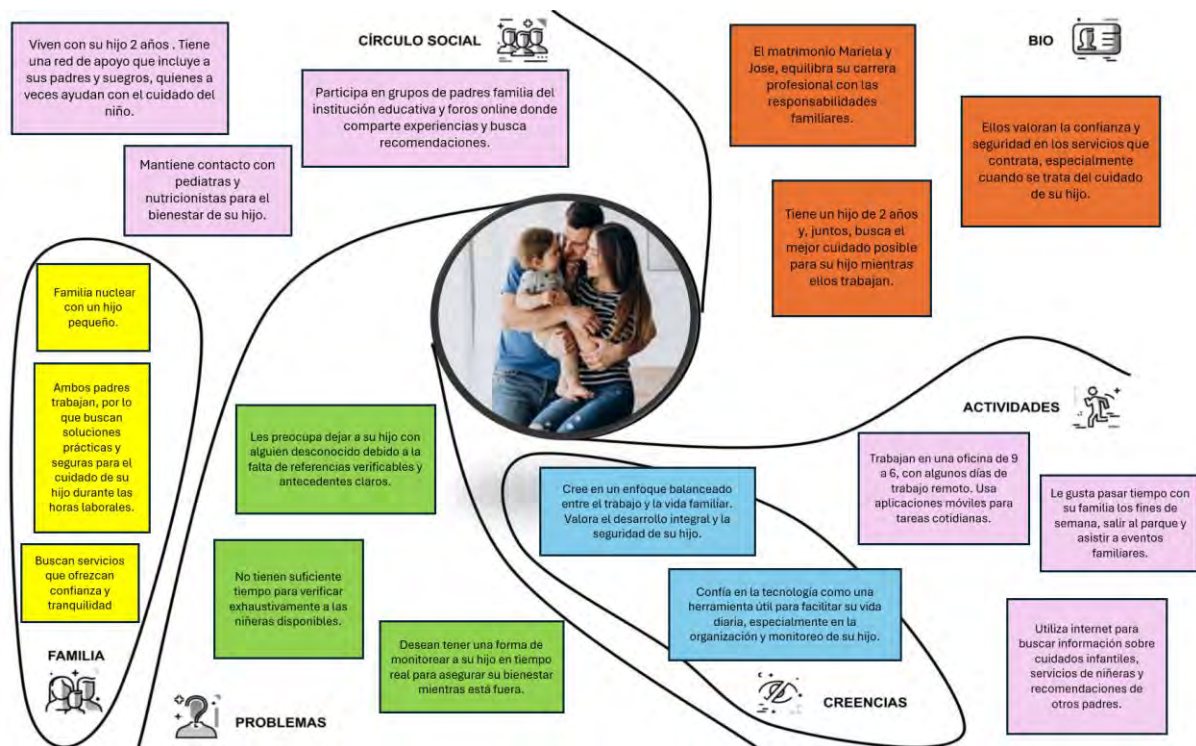 CÍRCULO SOCIAL
Viven con su hijo 2 años . Tiene
una red de apoyo que incluye a
sus padres y suegros, quienes a
veces ayudan con el cuidado del
niño.
Participa en grupos de padres familia del
institución educativa y foros online donde
comparte experiencias y busca
recomendaciones.
Mantiene contacto con
pediatras y
nutricionistas para el
bienestar de su hijo.
BIO
El matrimonio Mariela y
Jose, equilibra su carrera
profesional con las
responsabilidades
familiares.
Ellos valoran la confianza y
seguridad en los servicios que
contrata, especialmente
cuando se trata del cuidado
de su hijo.
Tiene un hijo de 2 años
y, juntos, busca el
mejor cuidado posible
para su hijo mientras
ellos trabajan.
Familia nuclear
con un hijo
pequeño.
Ambos padres
trabajan, por lo
que buscan
soluciones
prácticas y
seguras para el
cuidado de su
hijo durante las
horas laborales.
Buscan servicios
que ofrezcan
confianza y
tranquilidad
FAMILIA
Les preocupa dejar a su hijo con
alguien desconocido debido a la
falta de referencias verificables y
antecedentes claros.
No tienen suficiente
tiempo para verificar
exhaustivamente a las
niñeras disponibles.
Desean tener una forma de
monitorear a su hijo en tiempo
real para asegurar su bienestar
mientras está fuera.
PROBLEMAS
Cree en un enfoque balanceado
entre el trabajo y la vida familiar.
Valora el desarrollo integral y la
seguridad de su hijo.
Confía en la tecnología como una
herramienta útil para facilitar su vida
diaria, especialmente en la
organización y monitoreo de su hijo.
CREENCIAS
ACTIVIDADES
Trabajan en una oficina de 9
a 6, con algunos días de
trabajo remoto. Usa
aplicaciones móviles para
tareas cotidianas.
Le gusta pasar tiempo con
su familia los fines de
semana, salir al parque y
asistir a eventos
familiares.
Utiliza internet para
buscar información sobre
cuidados infantiles,
servicios de niñeras y
recomendaciones de
otros padres.